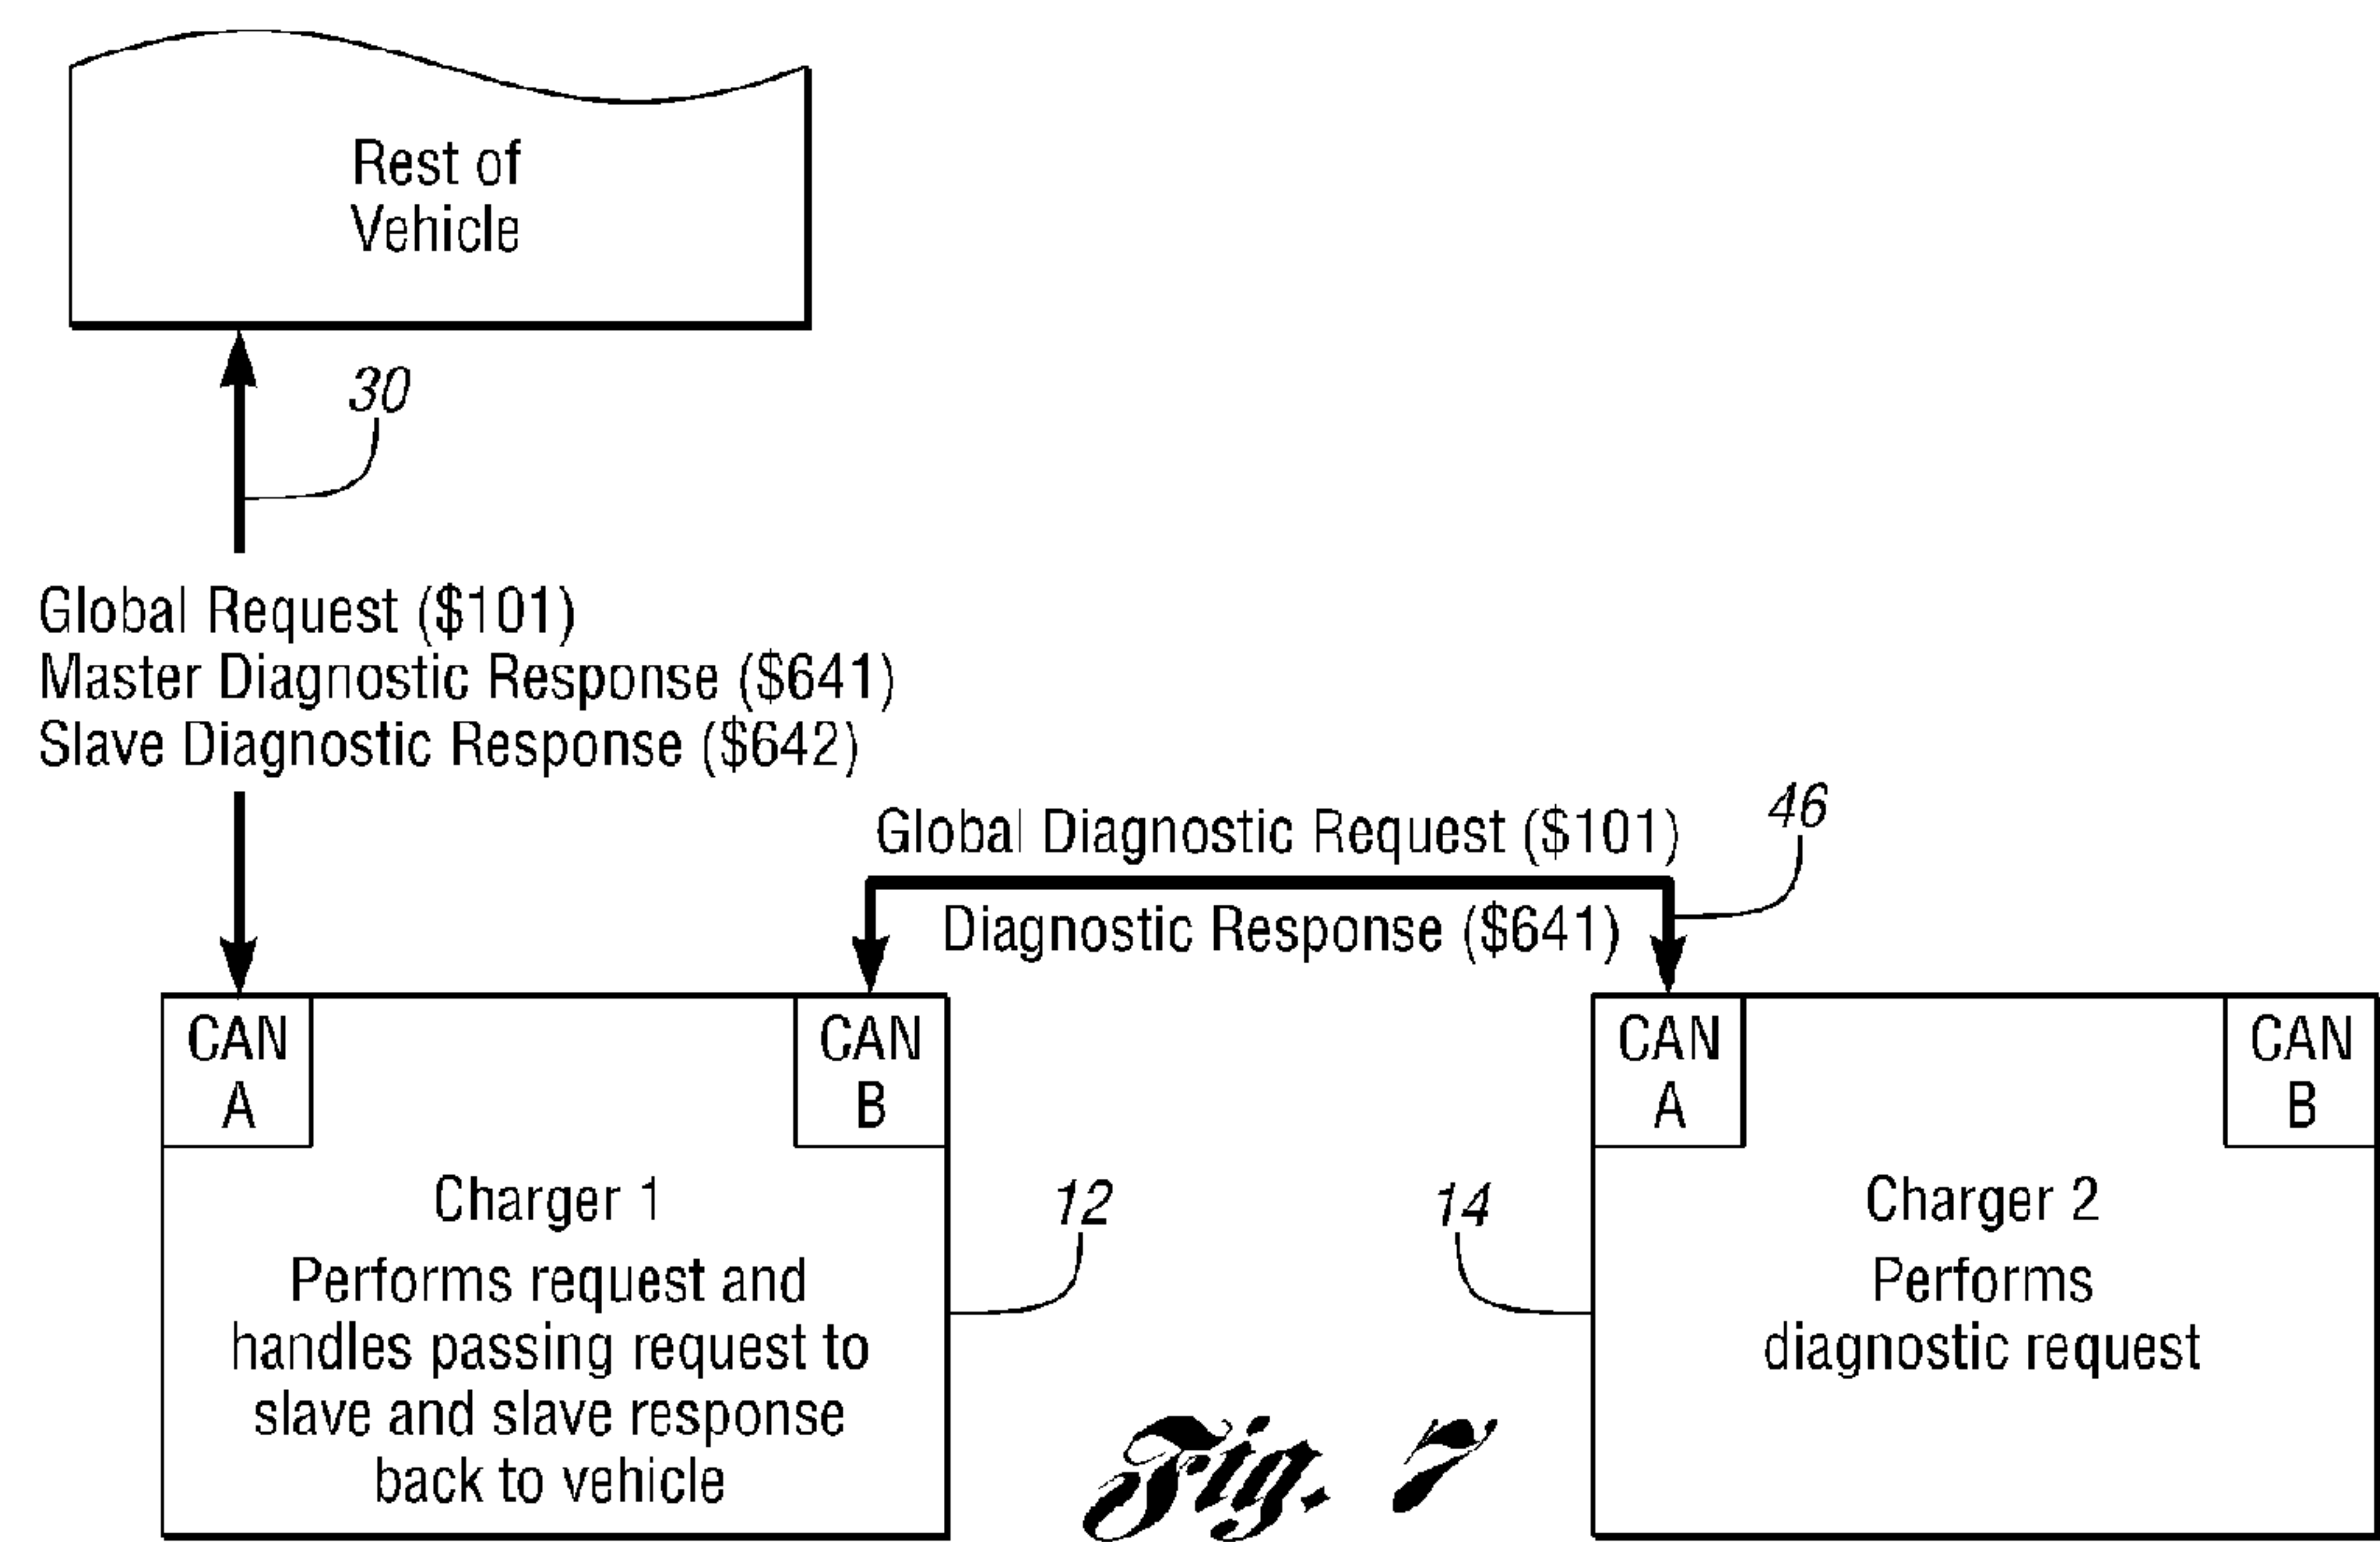 Rest of
Vehicle
30
Global Request ($101)
Master Diagnostic Response ($641)
Slave Diagnostic Response ($642)
Global Diagnostic Request ($101)
46
Diagnostic Response ($641)
CAN
A
CAN
B
Charger 1
Performs request and
handles passing request to
slave and slave response
back to vehicle
12
14
CAN
A
CAN
B
Charger 2
Performs
diagnostic request
Fig. 7